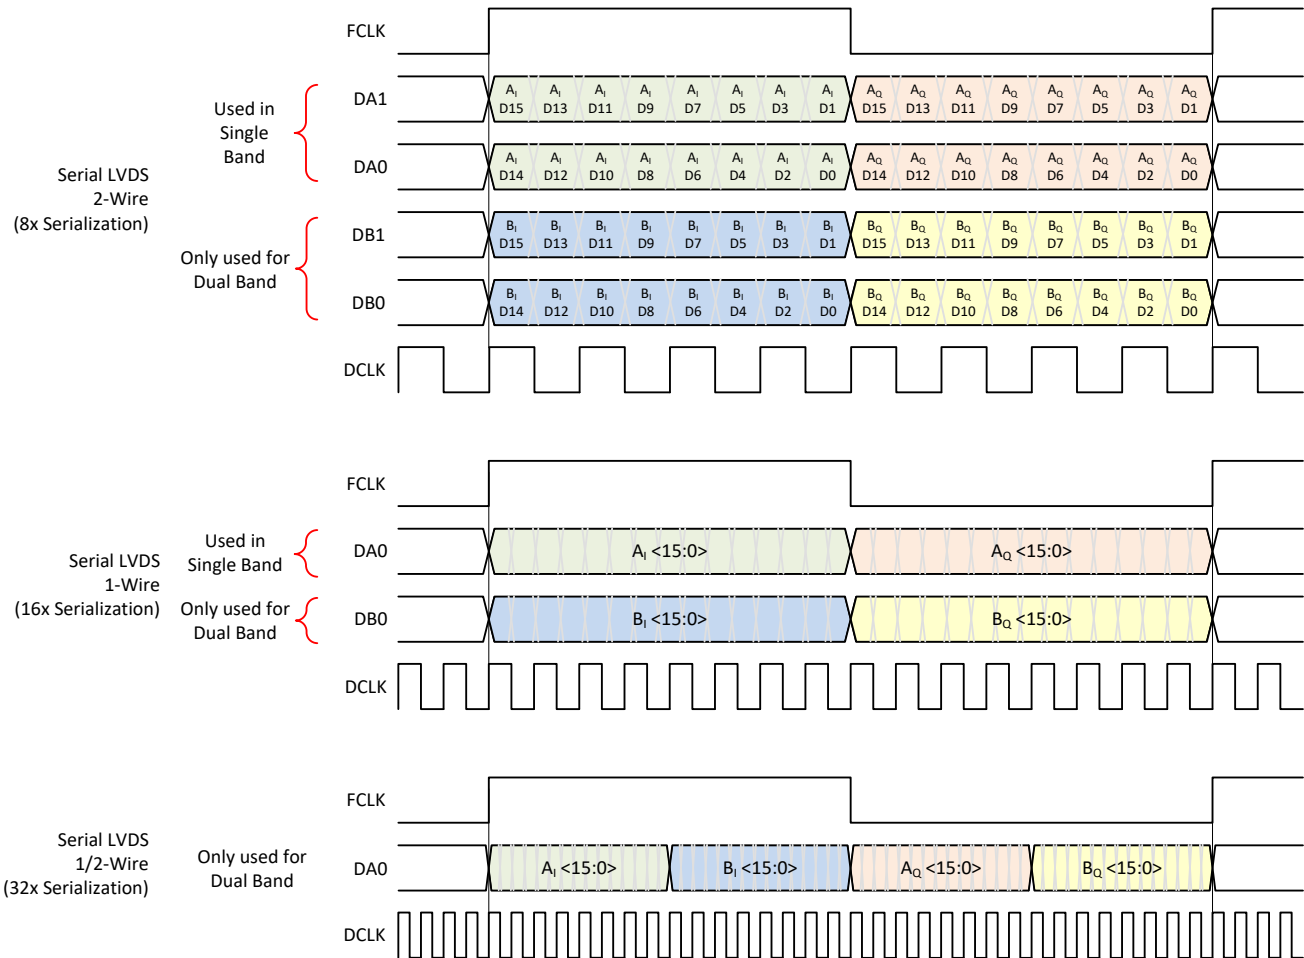 FCLK
Used in
Single
Band
DA1
A_I A_I A_I A_I A_I A_I A_I A_I A_Q A_Q A_Q A_Q A_Q A_Q A_Q A_Q
D15 D13 D11 D9 D7 D5 D3 D1 D15 D13 D11 D9 D7 D5 D3 D1
DA0
A_I A_I A_I A_I A_I A_I A_I A_I A_Q A_Q A_Q A_Q A_Q A_Q A_Q A_Q
D14 D12 D10 D8 D6 D4 D2 D0 D14 D12 D10 D8 D6 D4 D2 D0
Serial LVDS
2-Wire
(8x Serialization)
Only used for
Dual Band
DB1
B_I B_I B_I B_I B_I B_I B_I B_I B_Q B_Q B_Q B_Q B_Q B_Q B_Q B_Q
D15 D13 D11 D9 D7 D5 D3 D1 D15 D13 D11 D9 D7 D5 D3 D1
DB0
B_I B_I B_I B_I B_I B_I B_I B_I B_Q B_Q B_Q B_Q B_Q B_Q B_Q B_Q
D14 D12 D10 D8 D6 D4 D2 D0 D14 D12 D10 D8 D6 D4 D2 D0
DCLK
FCLK
Serial LVDS
1-Wire
(16x Serialization)
Used in
Single Band
DA0
A_I <15:0> A_Q <15:0>
Only used for
Dual Band
DB0
B_I <15:0> B_Q <15:0>
DCLK
FCLK
Serial LVDS
1/2-Wire
(32x Serialization)
Only used for
Dual Band
DA0
A_I <15:0> B_I <15:0> A_Q <15:0> B_Q <15:0>
DCLK